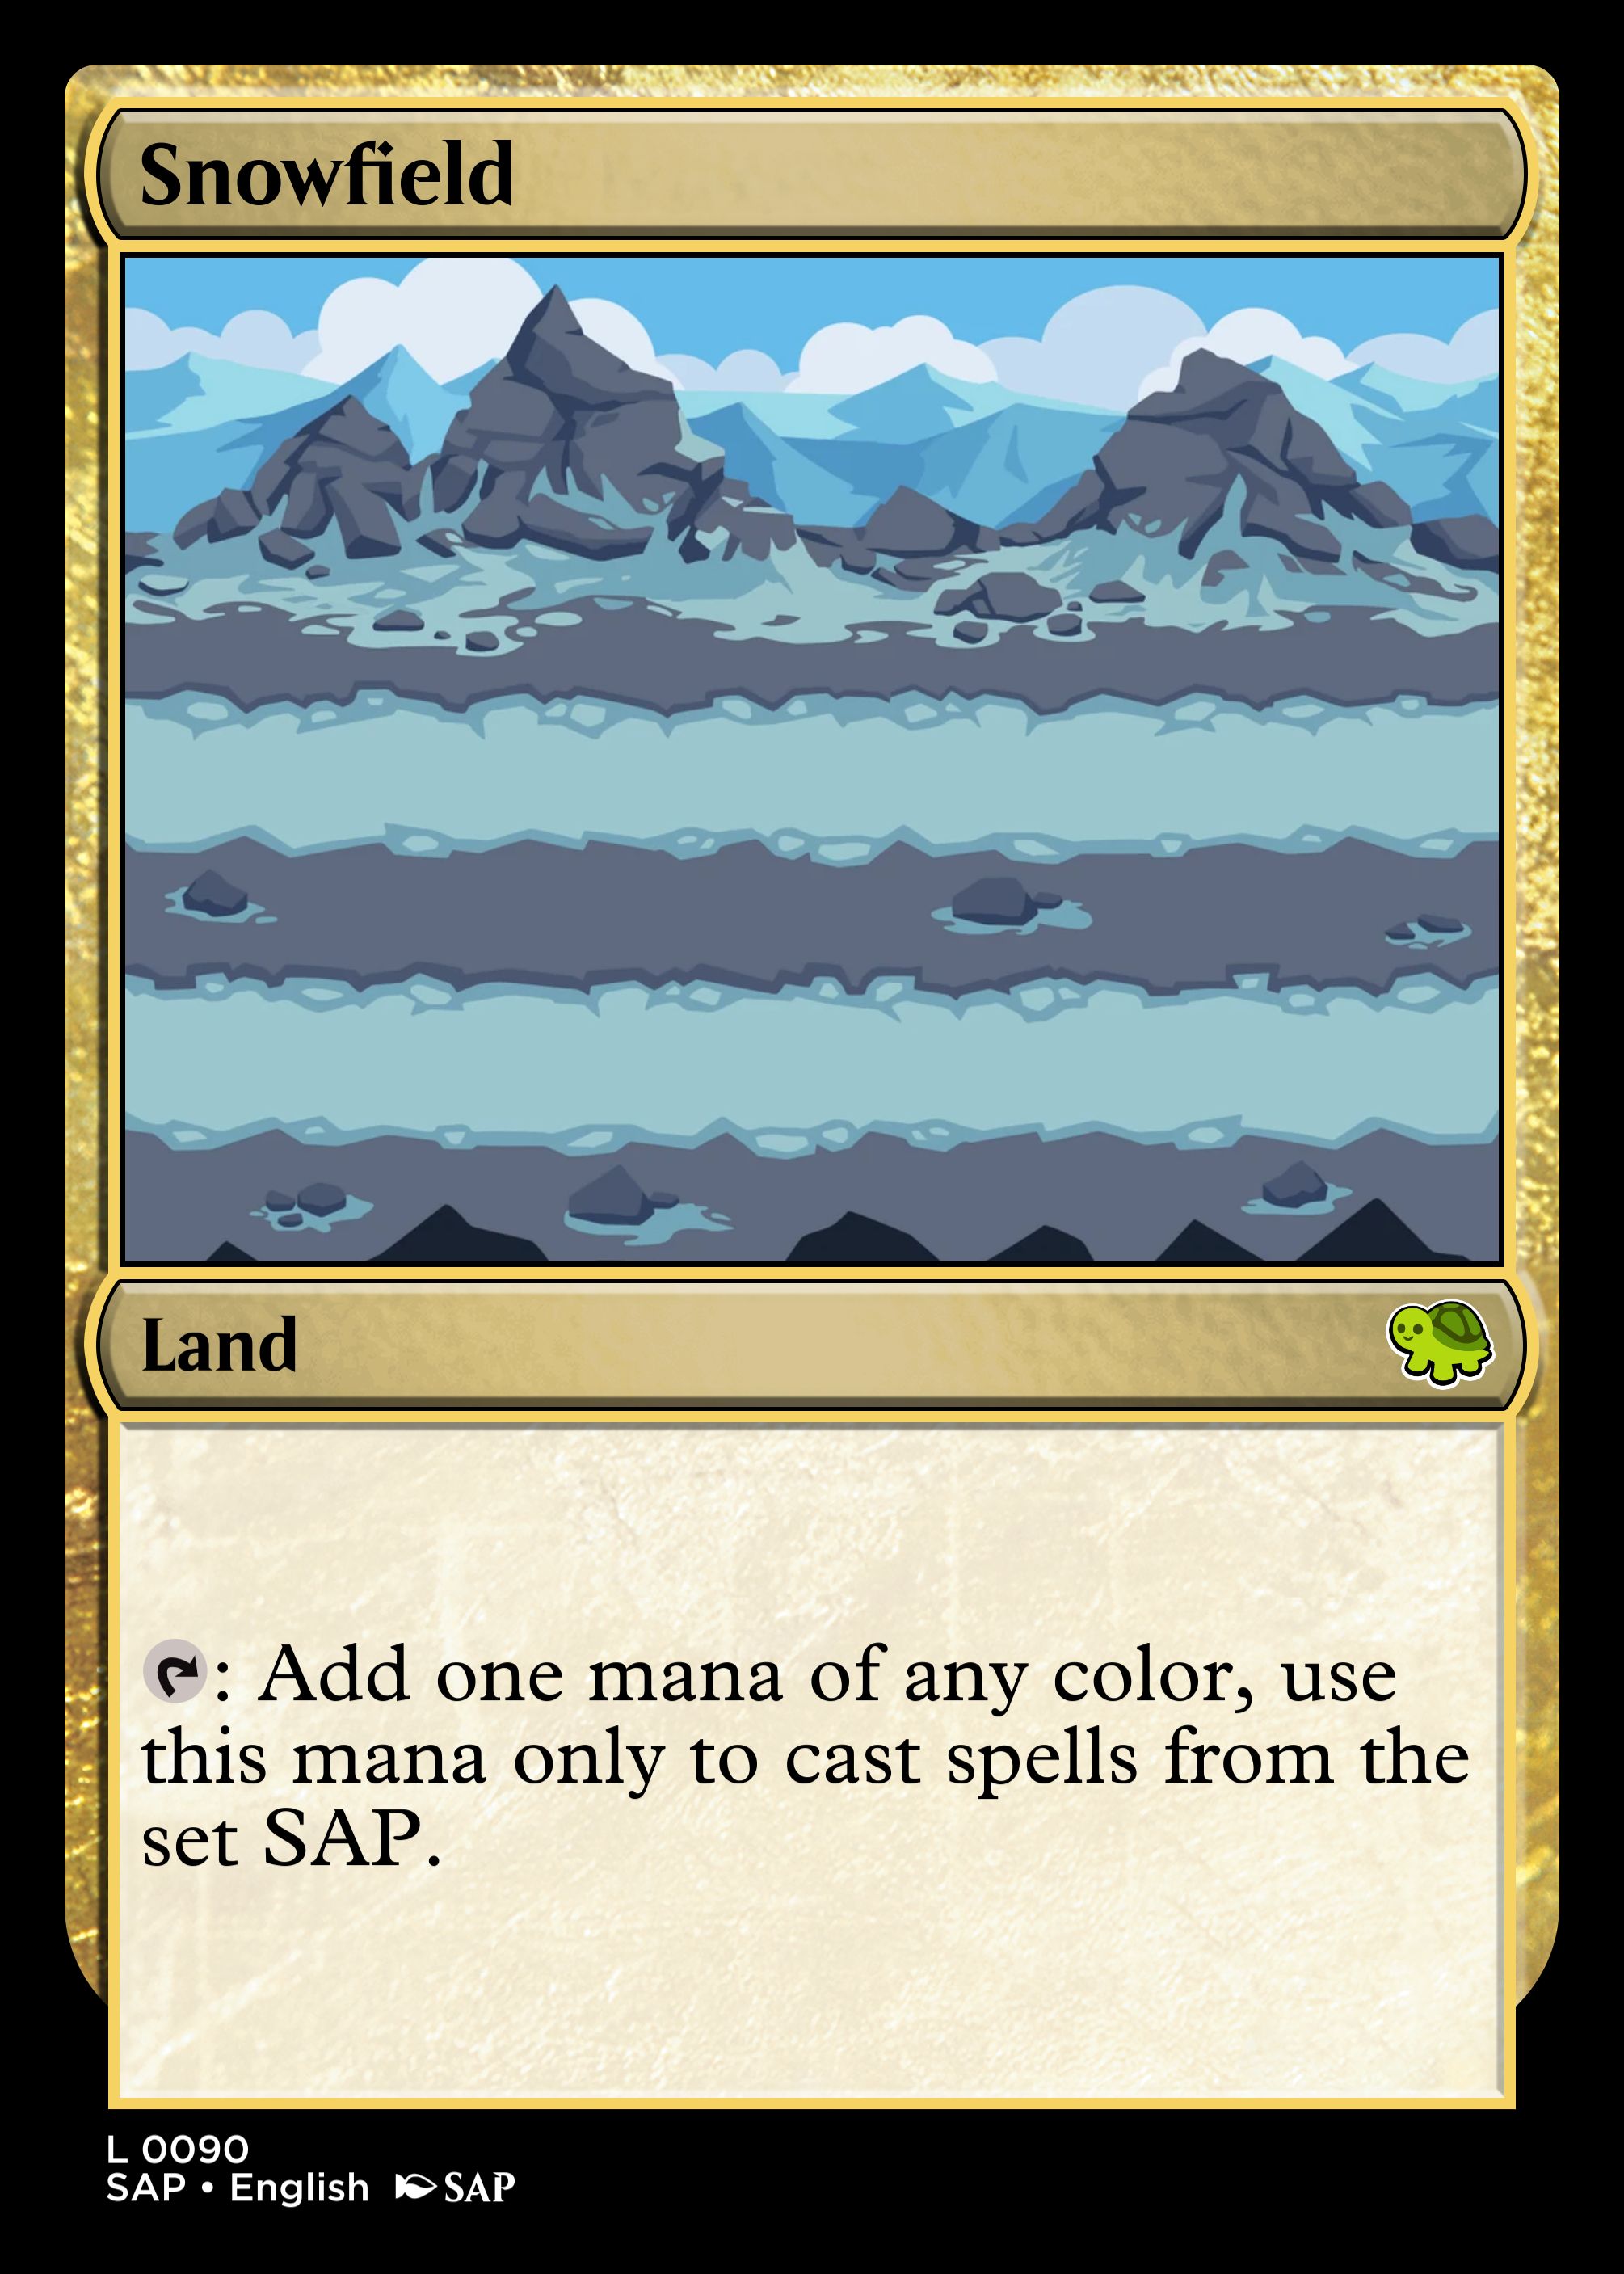 Snowfield
Land
: Add one mana of any color, use
this mana only to cast spells from the
set SAP.
L 0090
SAP • English SAP